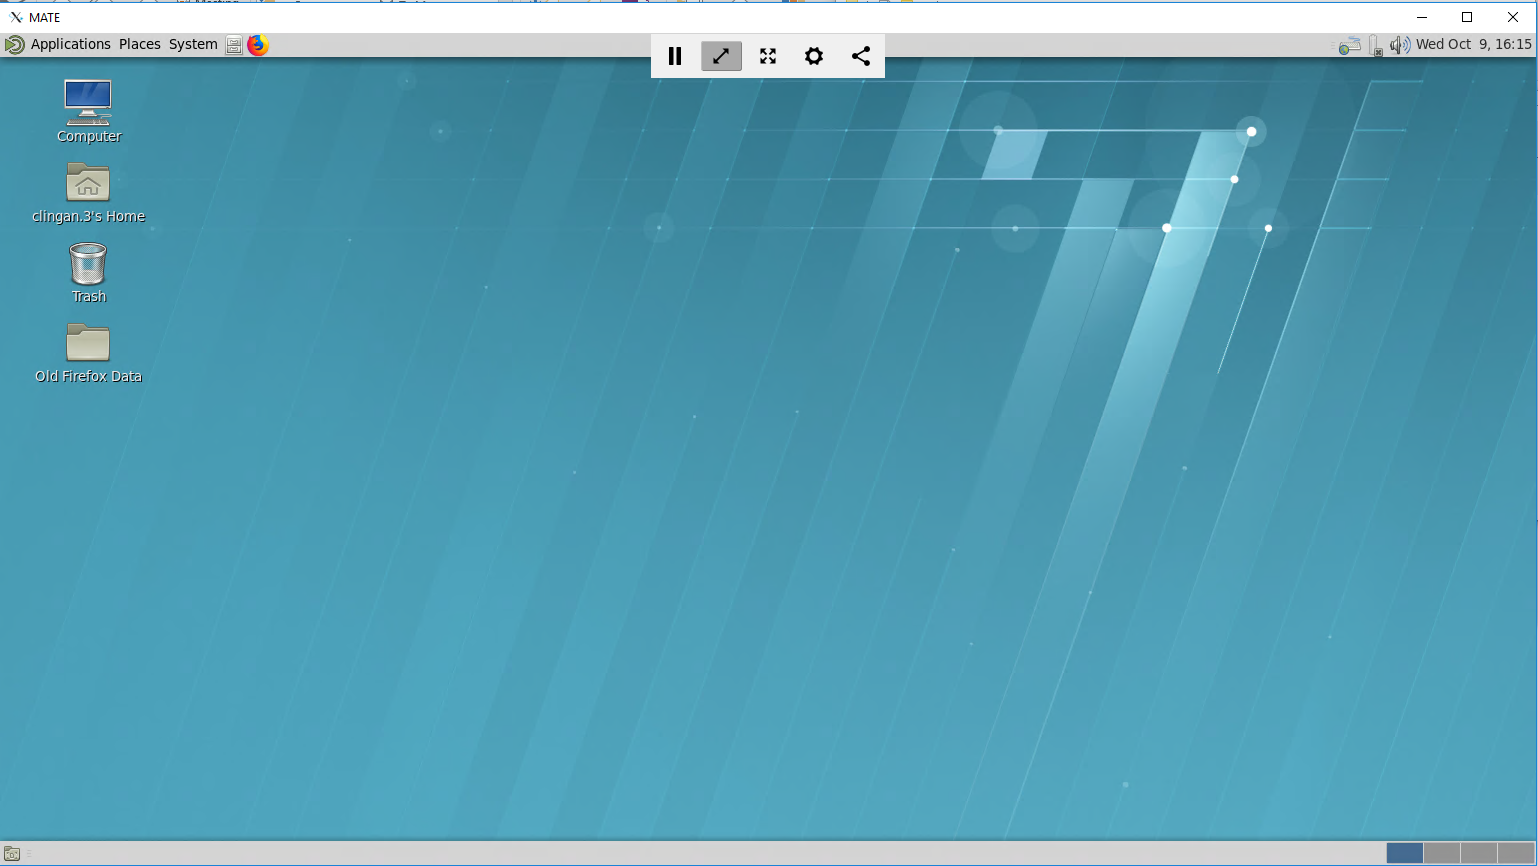 MATE
Applications Places System
Wed Oct 9, 16:15
Computer
clingan.3's Home
Trash
Old Firefox Data